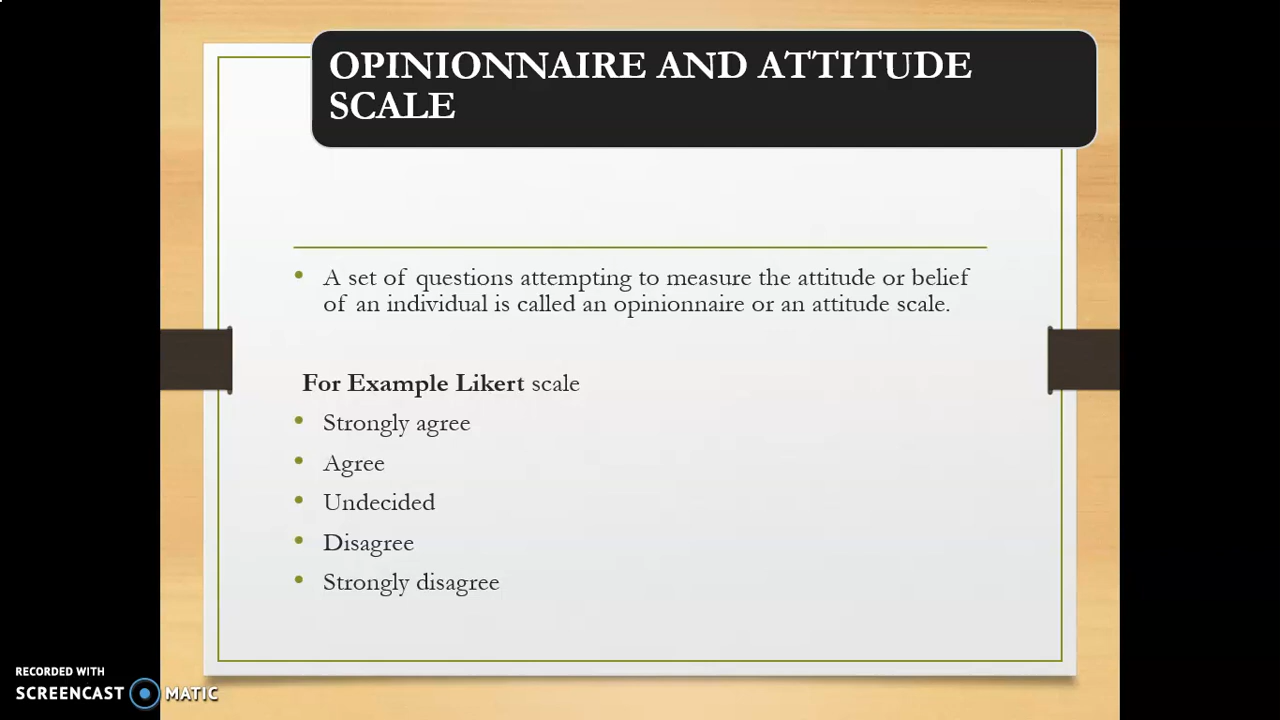 OPINIONNAIRE AND ATTITUDE
SCALE
A set of questions attempting to measure the attitude or belief
of an individual is called an opinionnaire or an attitude scale.
For Example Likert scale
Strongly agree
Agree
Undecided
Disagree
Strongly disagree
RECORDED WITH
SCREENCAST MATIC